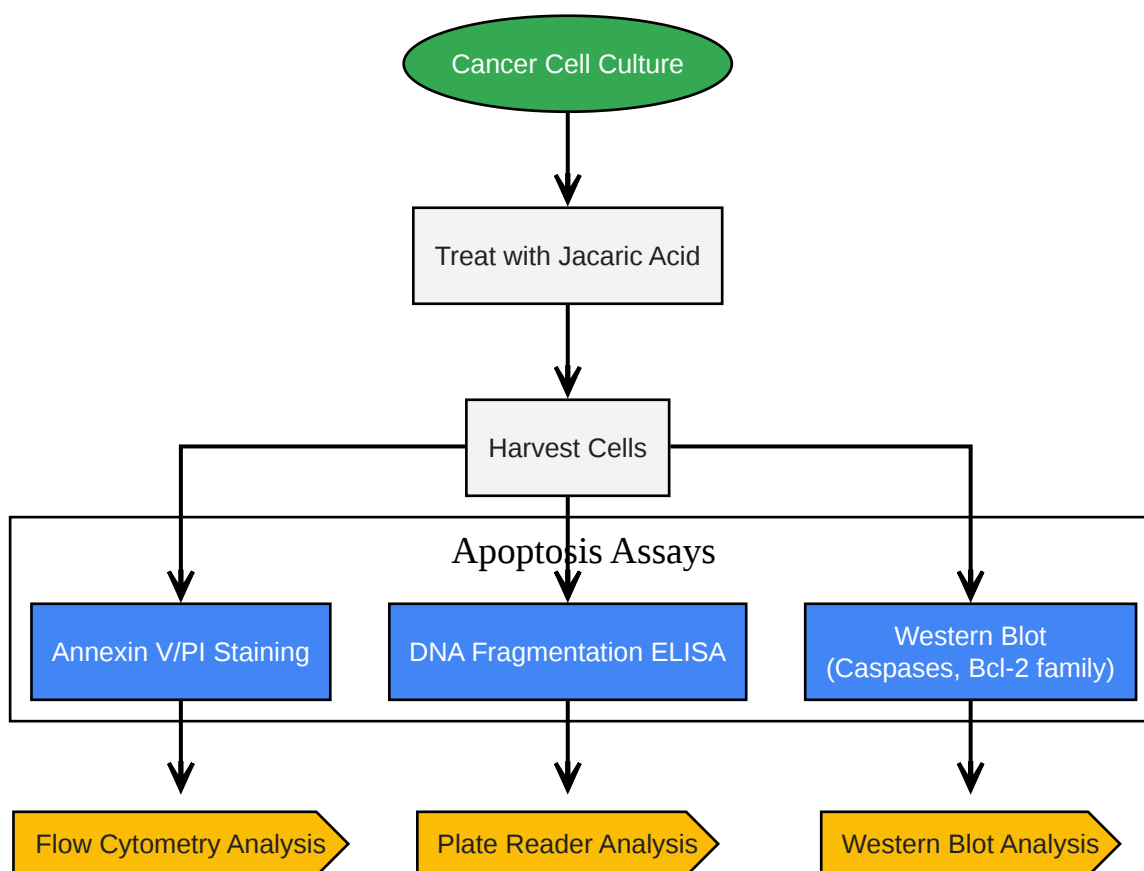 Cancer Cell Culture
Treat with Jacaric Acid
Harvest Cells
Apoptosis Assays
Annexin V/PI Staining
DNA Fragmentation ELISA
Western Blot
(Caspases, Bcl-2 family)
Flow Cytometry Analysis
Plate Reader Analysis
Western Blot Analysis